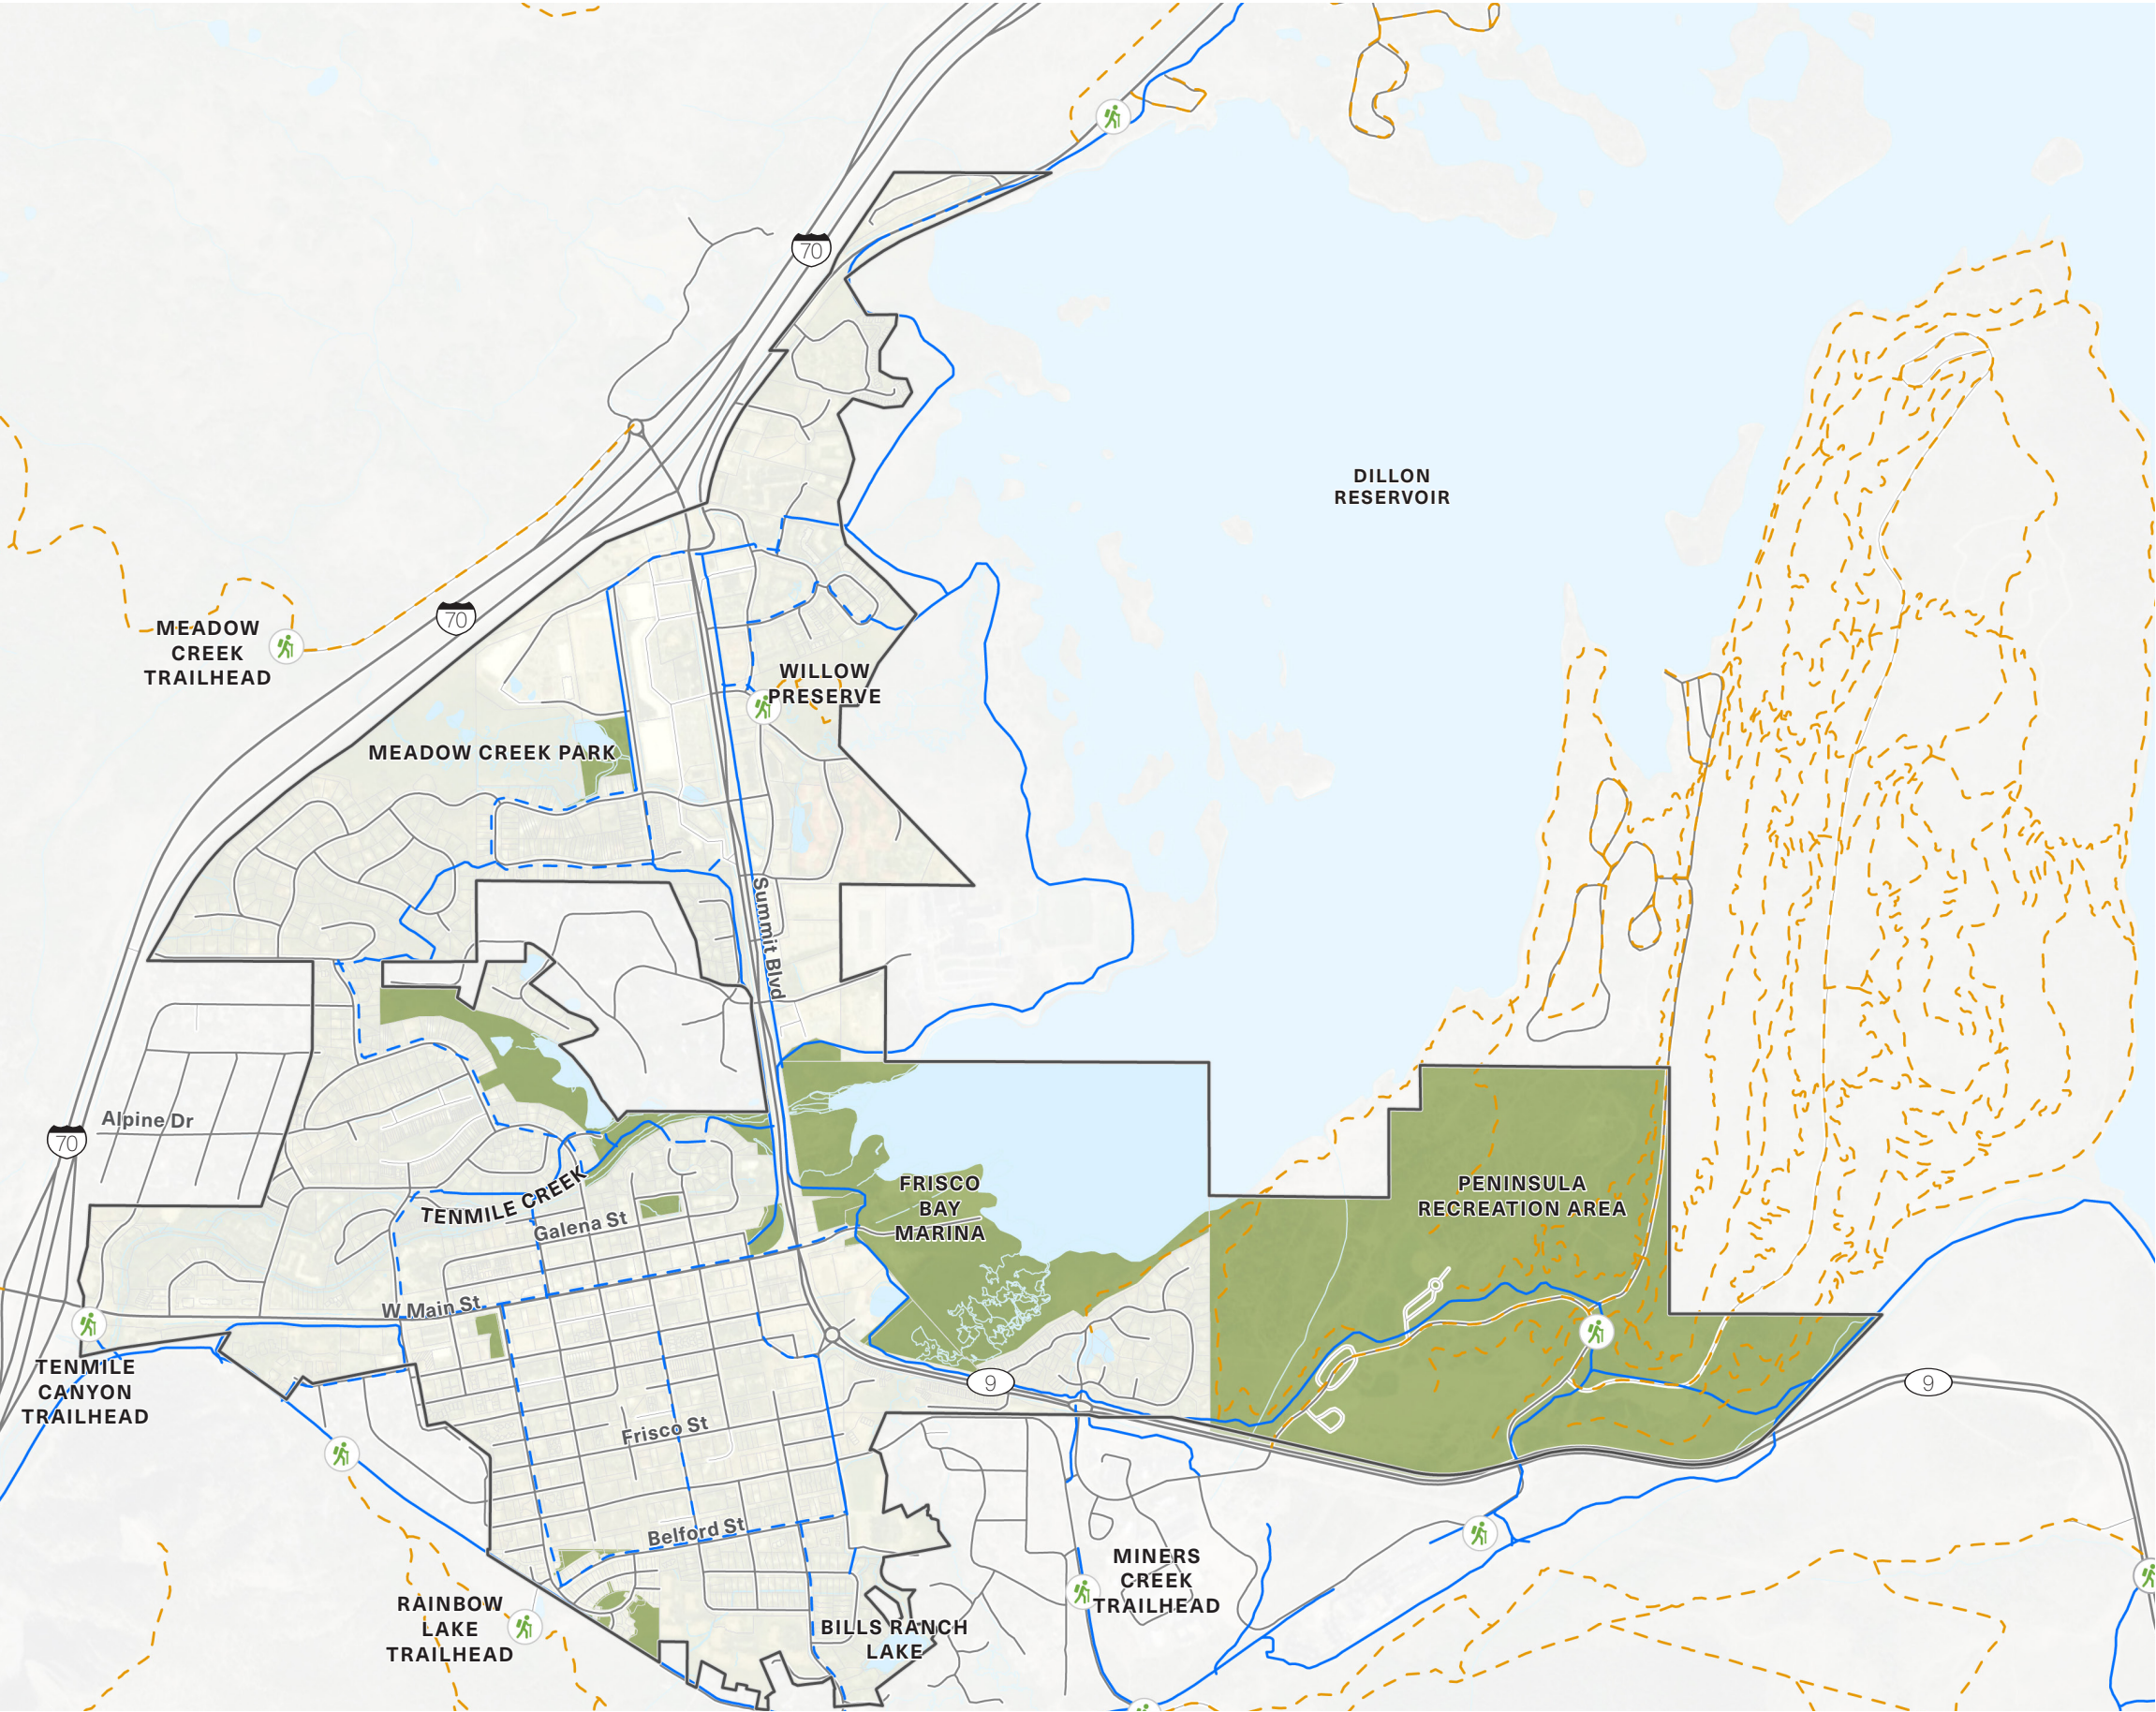 70
DILLON
RESERVOIR
70
MEADOW
CREEK
TRAILHEAD
WILLOW
PRESERVE
MEADOW CREEK PARK
Summit Blvd
Alpine Dr
70
TENMILE CREEK
Galena St
FRISCO
BAY
MARINA
PENINSULA
RECREATION AREA
W Main St
TENMILE
CANYON
TRAILHEAD
9
9
Frisco St
Belford St
MINERS
CREEK
TRAILHEAD
RAINBOW
LAKE
TRAILHEAD
BILLS RANCH
LAKE